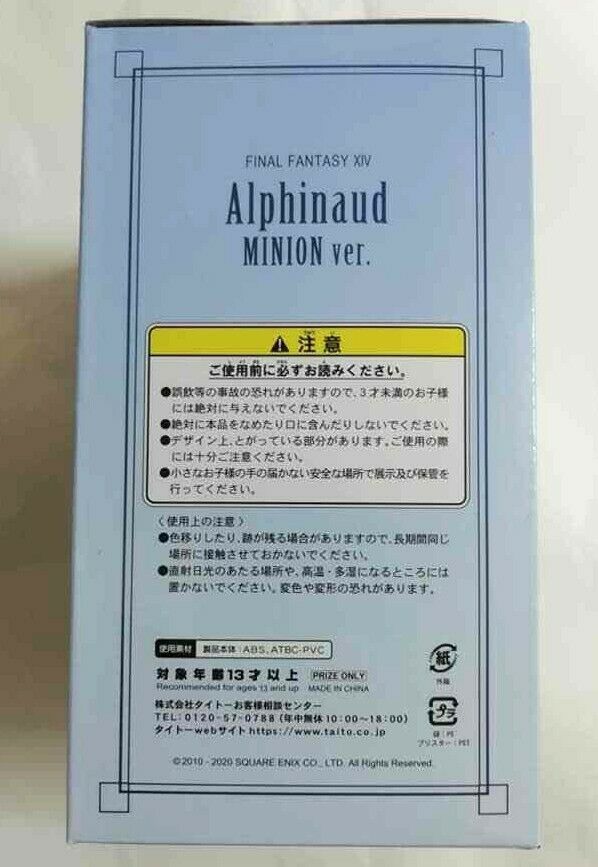 FINAL FANTASY XIV
Alphinaud
MINION ver.
注意
ご使用前に必ずお読みください。
●誤飲等の事故の恐れがありますので、3才未満のお子様
には絶対に与えないでください。
●絶対に本品をなめたり口に含んだりしないでください。
●デザイン上、とがっている部分があります。ご使用の際
には十分ご注意ください。
●小さなお子様の手の届かない安全な場所で展示及び保管を
行ってください。
〈使用上の注意〉
●色移りしたり、跡が残る場合がありますので、長期間同じ
場所に接触させておかないでください。
●直射日光のあたる場所や、高温・多湿になるところには
置かないでください。変色や変形の恐れがあります。
使用素材 製品本体:ABS、ATBC-PVC
対象年齢13才以上 PRIZE ONLY
Recommended for ages 13 and up MADE IN CHINA
株式会社タイトーお客様相談センター
TEL:0120-57-0788(年中無休10:00〜18:00)
タイトーwebサイト https://www.taito.co.jp
©2010 - 2020 SQUARE ENIX CO., LTD. All Rights Reserved.
紙
外箱
プラ
袋:PE
ブリスター:PET